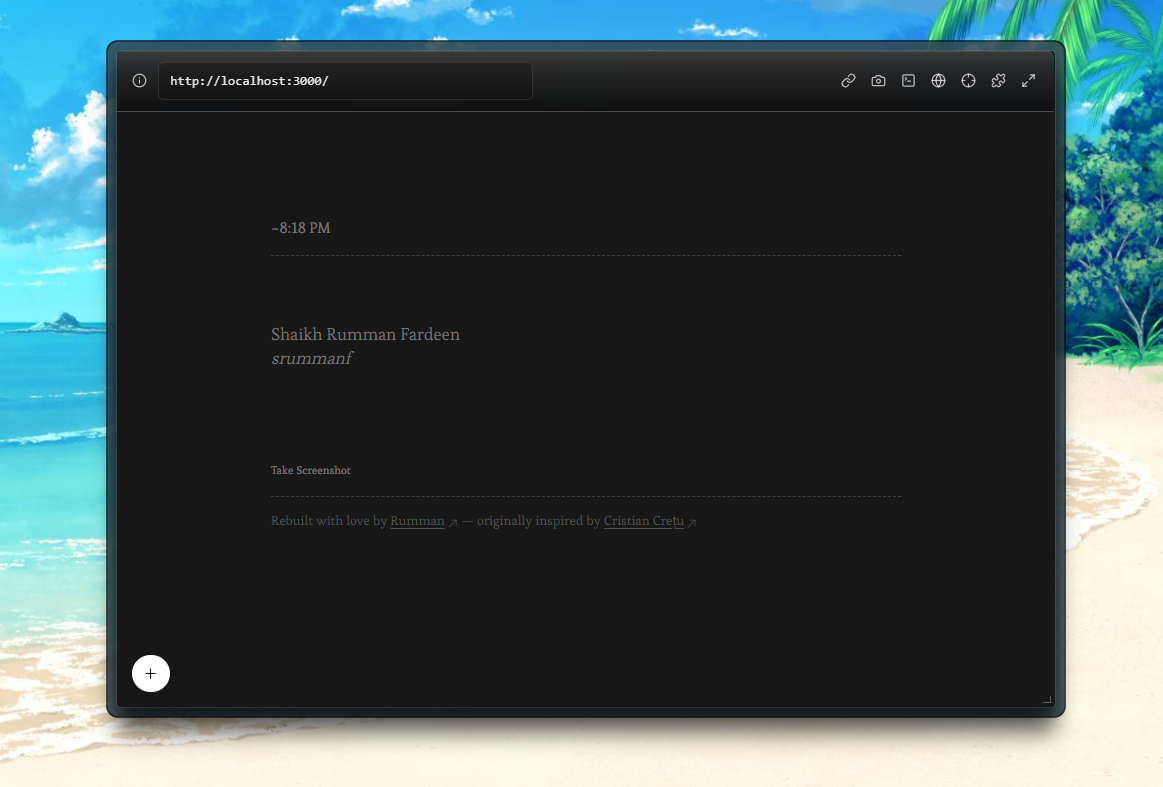 http://localhost:3000/
~8:18 PM
Shaikh Rumman Fardeen
srummanf
Take Screenshot
Rebuilt with love by Rumman ↗ — originally inspired by Cristian Crețu ↗